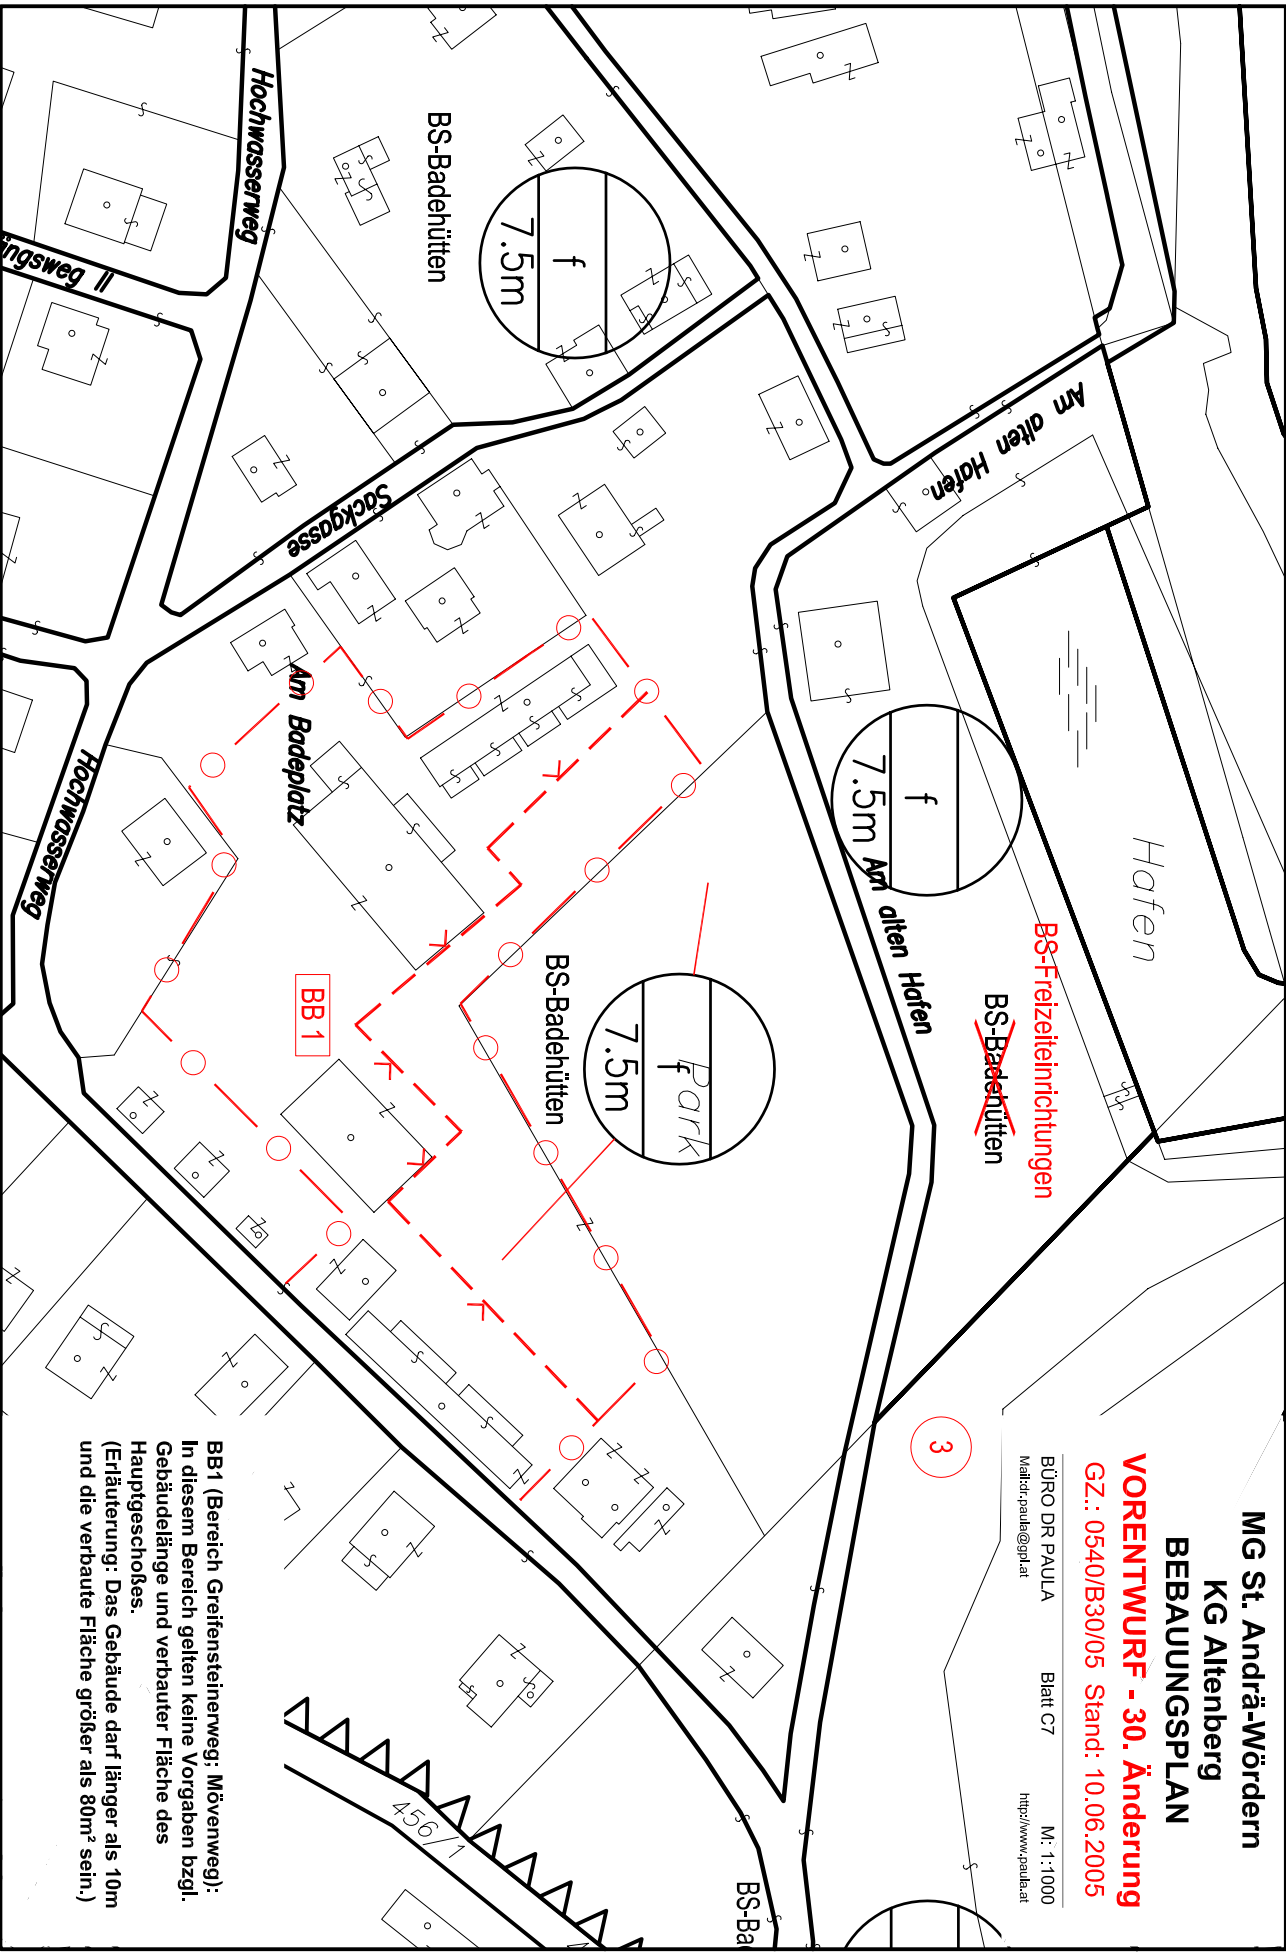 MG St. Andrä-Wördern
KG Altenberg
BEBAUUNGSPLAN
VORENTWURF - 30. Änderung
GZ.: 0540/B30/05 Stand: 10.06.2005
BÜRO DR PAULA Blatt C7 M: 1:1000
Mail:dr.paula@gpl.at http://www.paula.at
3
Hafen
BS-Freizeiteinrichtungen
BS-Badehütten
Am alten Hafen
Am alten Hafen
f
7.5m
Park
f
7.5m
BS-Badehütten
f
7.5m
BS-Badehütten
Hochwasserweg
ingsweg II
Sackgasse
Am Badeplatz
Hochwasserweg
BB 1
456/1
BS-Ba
BB1 (Bereich Greifensteinerweg; Mövenweg):
In diesem Bereich gelten keine Vorgaben bzgl.
Gebäudelänge und verbauter Fläche des
Hauptgeschoßes.
(Erläuterung: Das Gebäude darf länger als 10m
und die verbaute Fläche größer als 80m² sein.)